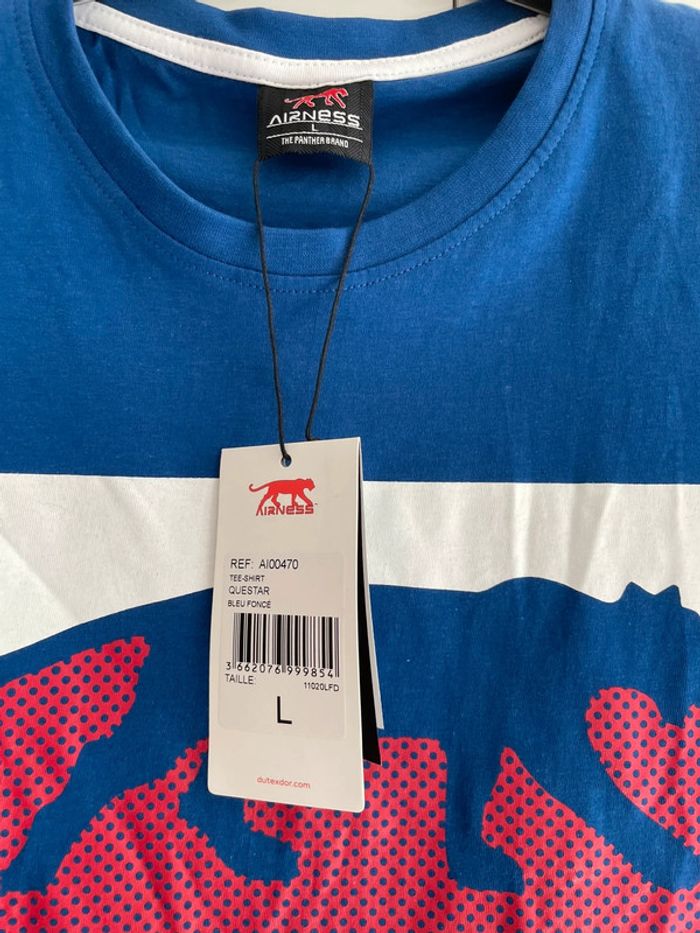 AIRNESS
L
THE PANTHER BRAND
AIRNESS
REF: AI00470
TEE-SHIRT
QUESTAR
BLEU FONCÉ
3 662076 999854
TAILLE:
11020LFD
L
dutexdor.com